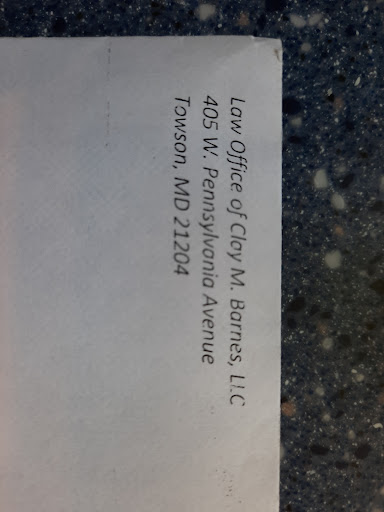 Law Office of Clay M. Barnes, LLC
405 W. Pennsylvania Avenue
Towson, MD 21204